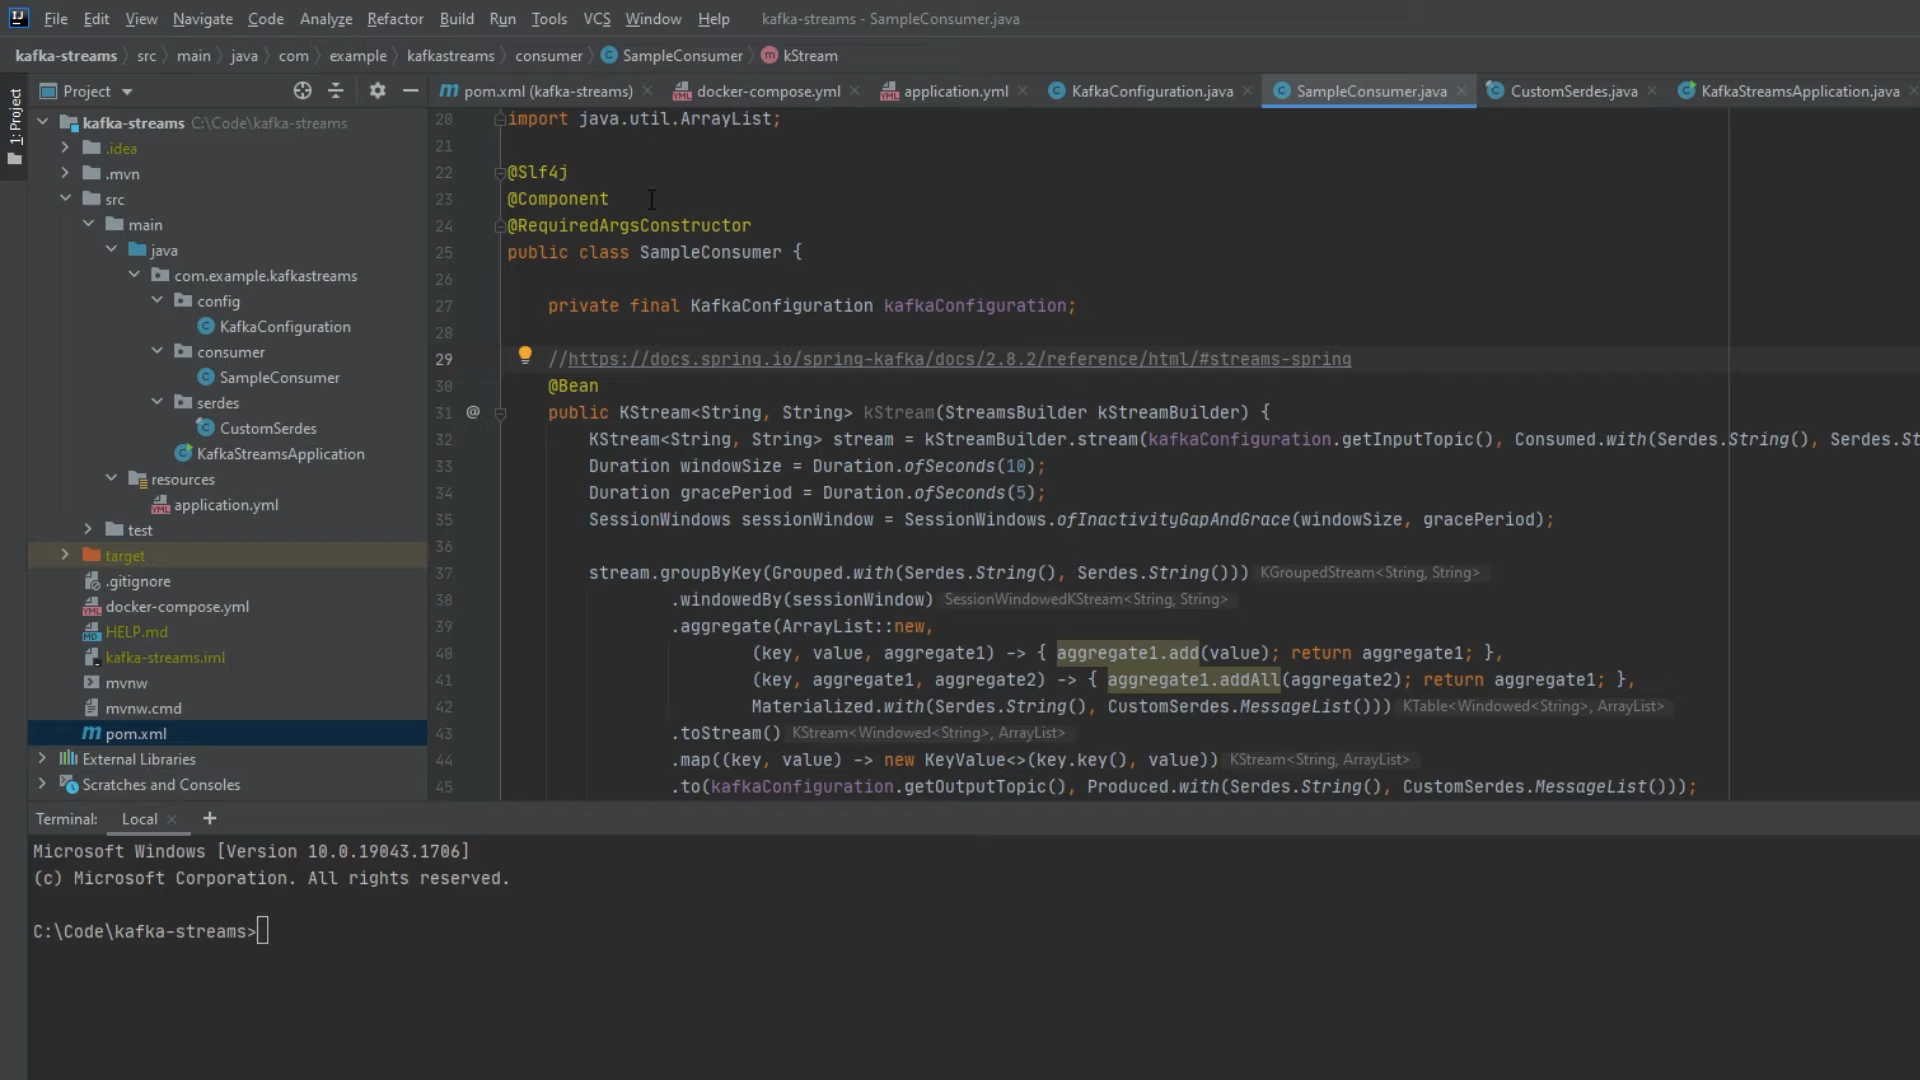 File Edit View Navigate Code Analyze Refactor Build Run Tools VCS Window Help kafka-streams - SampleConsumer.java
kafka-streams src main java com example kafkastreams consumer SampleConsumer kStream
Project
pom.xml (kafka-streams) docker-compose.yml application.yml KafkaConfiguration.java SampleConsumer.java CustomSerdes.java KafkaStreamsApplication.java
1: Project
kafka-streams C:\Code\kafka-streams
.idea
.mvn
src
main
java
com.example.kafkastreams
config
KafkaConfiguration
consumer
SampleConsumer
serdes
CustomSerdes
KafkaStreamsApplication
resources
application.yml
test
target
.gitignore
docker-compose.yml
HELP.md
kafka-streams.iml
mvnw
mvnw.cmd
pom.xml
External Libraries
Scratches and Consoles
20 import java.util.ArrayList;
21
22 @Slf4j
23 @Component
24 @RequiredArgsConstructor
25 public class SampleConsumer {
26
27 private final KafkaConfiguration kafkaConfiguration;
28
29 //https://docs.spring.io/spring-kafka/docs/2.8.2/reference/html/#streams-spring
30 @Bean
31 @ public KStream<String, String> kStream(StreamsBuilder kStreamBuilder) {
32 KStream<String, String> stream = kStreamBuilder.stream(kafkaConfiguration.getInputTopic(), Consumed.with(Serdes.String(), Serdes.St
33 Duration windowSize = Duration.ofSeconds(10);
34 Duration gracePeriod = Duration.ofSeconds(5);
35 SessionWindows sessionWindow = SessionWindows.ofInactivityGapAndGrace(windowSize, gracePeriod);
36
37 stream.groupByKey(Grouped.with(Serdes.String(), Serdes.String())) KGroupedStream<String, String>
38 .windowedBy(sessionWindow) SessionWindowedKStream<String, String>
39 .aggregate(ArrayList::new,
40 (key, value, aggregate1) -> { aggregate1.add(value); return aggregate1; },
41 (key, aggregate1, aggregate2) -> { aggregate1.addAll(aggregate2); return aggregate1; },
42 Materialized.with(Serdes.String(), CustomSerdes.MessageList())) KTable<Windowed<String>, ArrayList>
43 .toStream() KStream<Windowed<String>, ArrayList>
44 .map((key, value) -> new KeyValue<>(key.key(), value)) KStream<String, ArrayList>
45 .to(kafkaConfiguration.getOutputTopic(), Produced.with(Serdes.String(), CustomSerdes.MessageList()));
Terminal: Local +
Microsoft Windows [Version 10.0.19043.1706]
(c) Microsoft Corporation. All rights reserved.
C:\Code\kafka-streams>